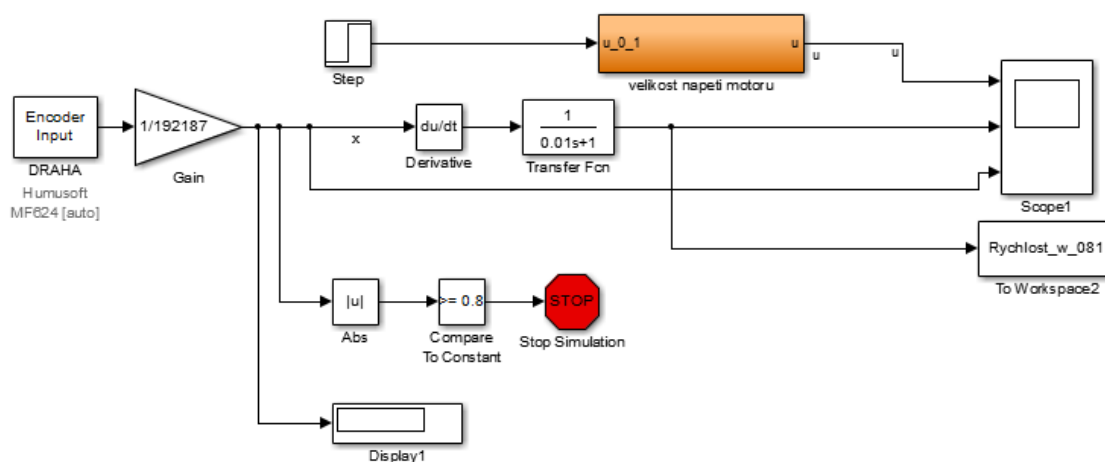 Step
u_0_1
u
velikost napeti motoru
u
u
Encoder
Input
DRAHA
Humusoft
MF624 [auto]
1/192187
Gain
x
du/dt
Derivative
1
0.01s+1
Transfer Fcn
Scope1
Rychlost_w_081
To Workspace2
|u|
Abs
>= 0.8
Compare
To Constant
STOP
Stop Simulation
Display1